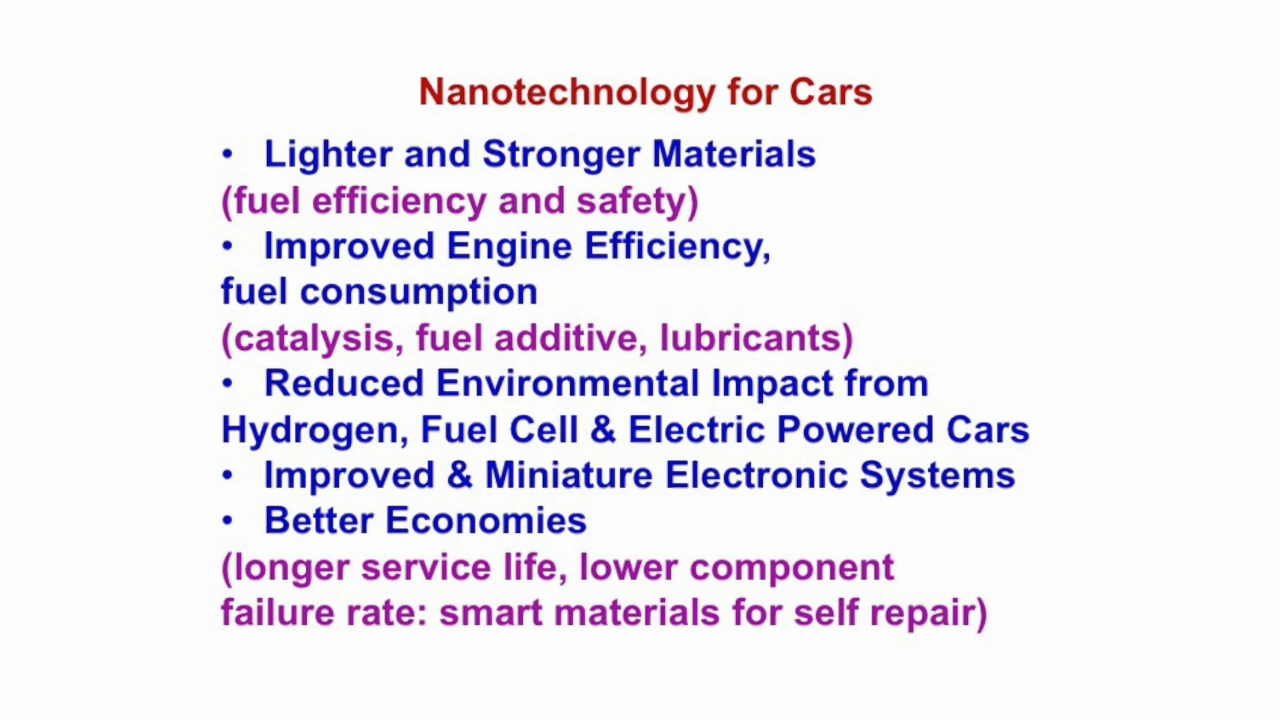 Nanotechnology for Cars
• Lighter and Stronger Materials
(fuel efficiency and safety)
• Improved Engine Efficiency,
fuel consumption
(catalysis, fuel additive, lubricants)
• Reduced Environmental Impact from
Hydrogen, Fuel Cell & Electric Powered Cars
• Improved & Miniature Electronic Systems
• Better Economies
(longer service life, lower component
failure rate: smart materials for self repair)